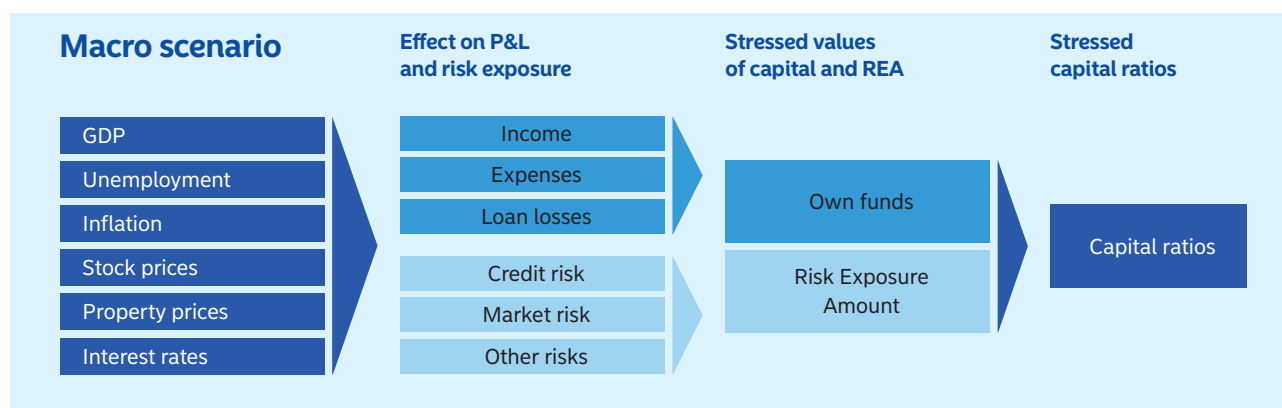 Macro scenario
GDP
Unemployment
Inflation
Stock prices
Property prices
Interest rates
Effect on P&L
and risk exposure
Income
Expenses
Loan losses
Credit risk
Market risk
Other risks
Stressed values
of capital and REA
Own funds
Risk Exposure
Amount
Stressed
capital ratios
Capital ratios